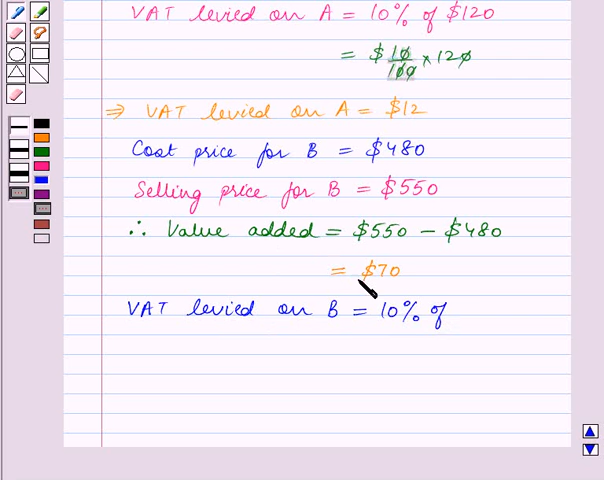 VAT levied on A = 10% of $120
= $ 10/100 × 120
⇒ VAT levied on A = $12
Cost price for B = $480
Selling price for B = $550
∴ Value added = $550 - $480
= $70
VAT levied on B = 10% of